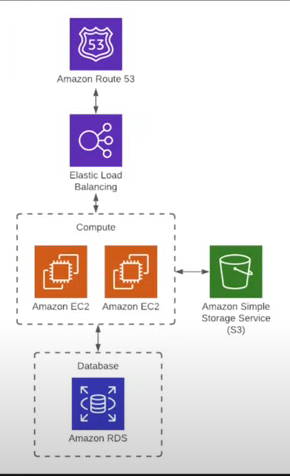 53
Amazon Route 53
Elastic Load
Balancing
Compute
Amazon EC2
Amazon EC2
Amazon Simple
Storage Service
(S3)
Database
Amazon RDS